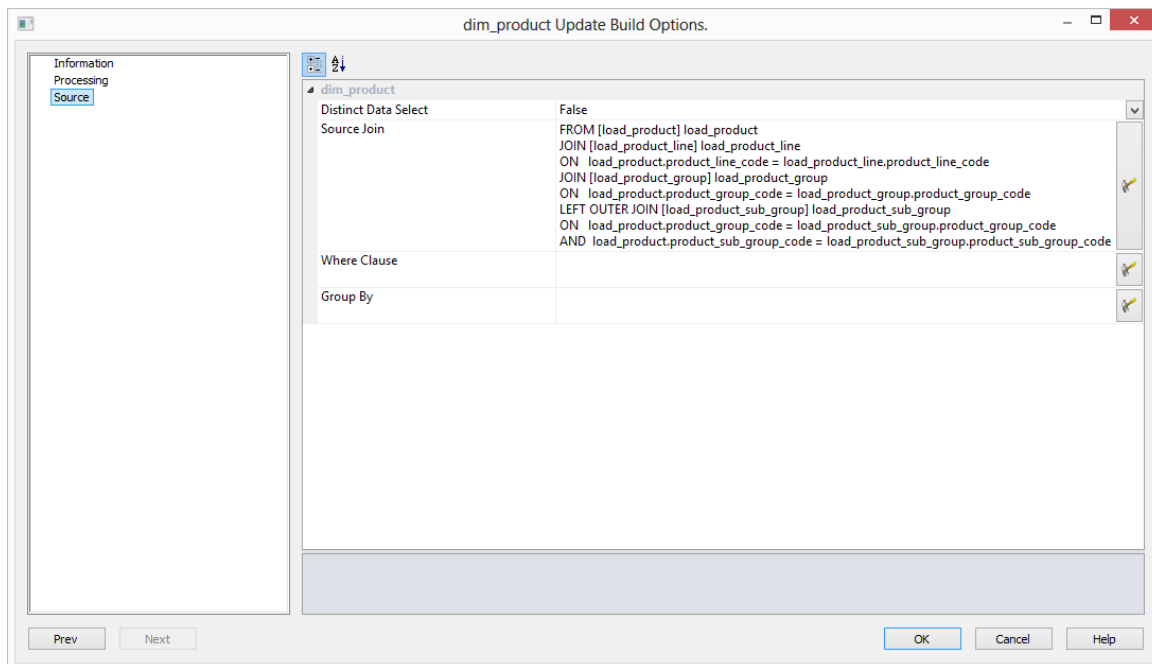 dim_product Update Build Options.
Information
Processing
Source
dim_product
Distinct Data Select False
Source Join FROM [load_product] load_product
JOIN [load_product_line] load_product_line
ON load_product.product_line_code = load_product_line.product_line_code
JOIN [load_product_group] load_product_group
ON load_product.product_group_code = load_product_group.product_group_code
LEFT OUTER JOIN [load_product_sub_group] load_product_sub_group
ON load_product.product_group_code = load_product_sub_group.product_group_code
AND load_product.product_sub_group_code = load_product_sub_group.product_sub_group_code
Where Clause
Group By
Prev Next OK Cancel Help